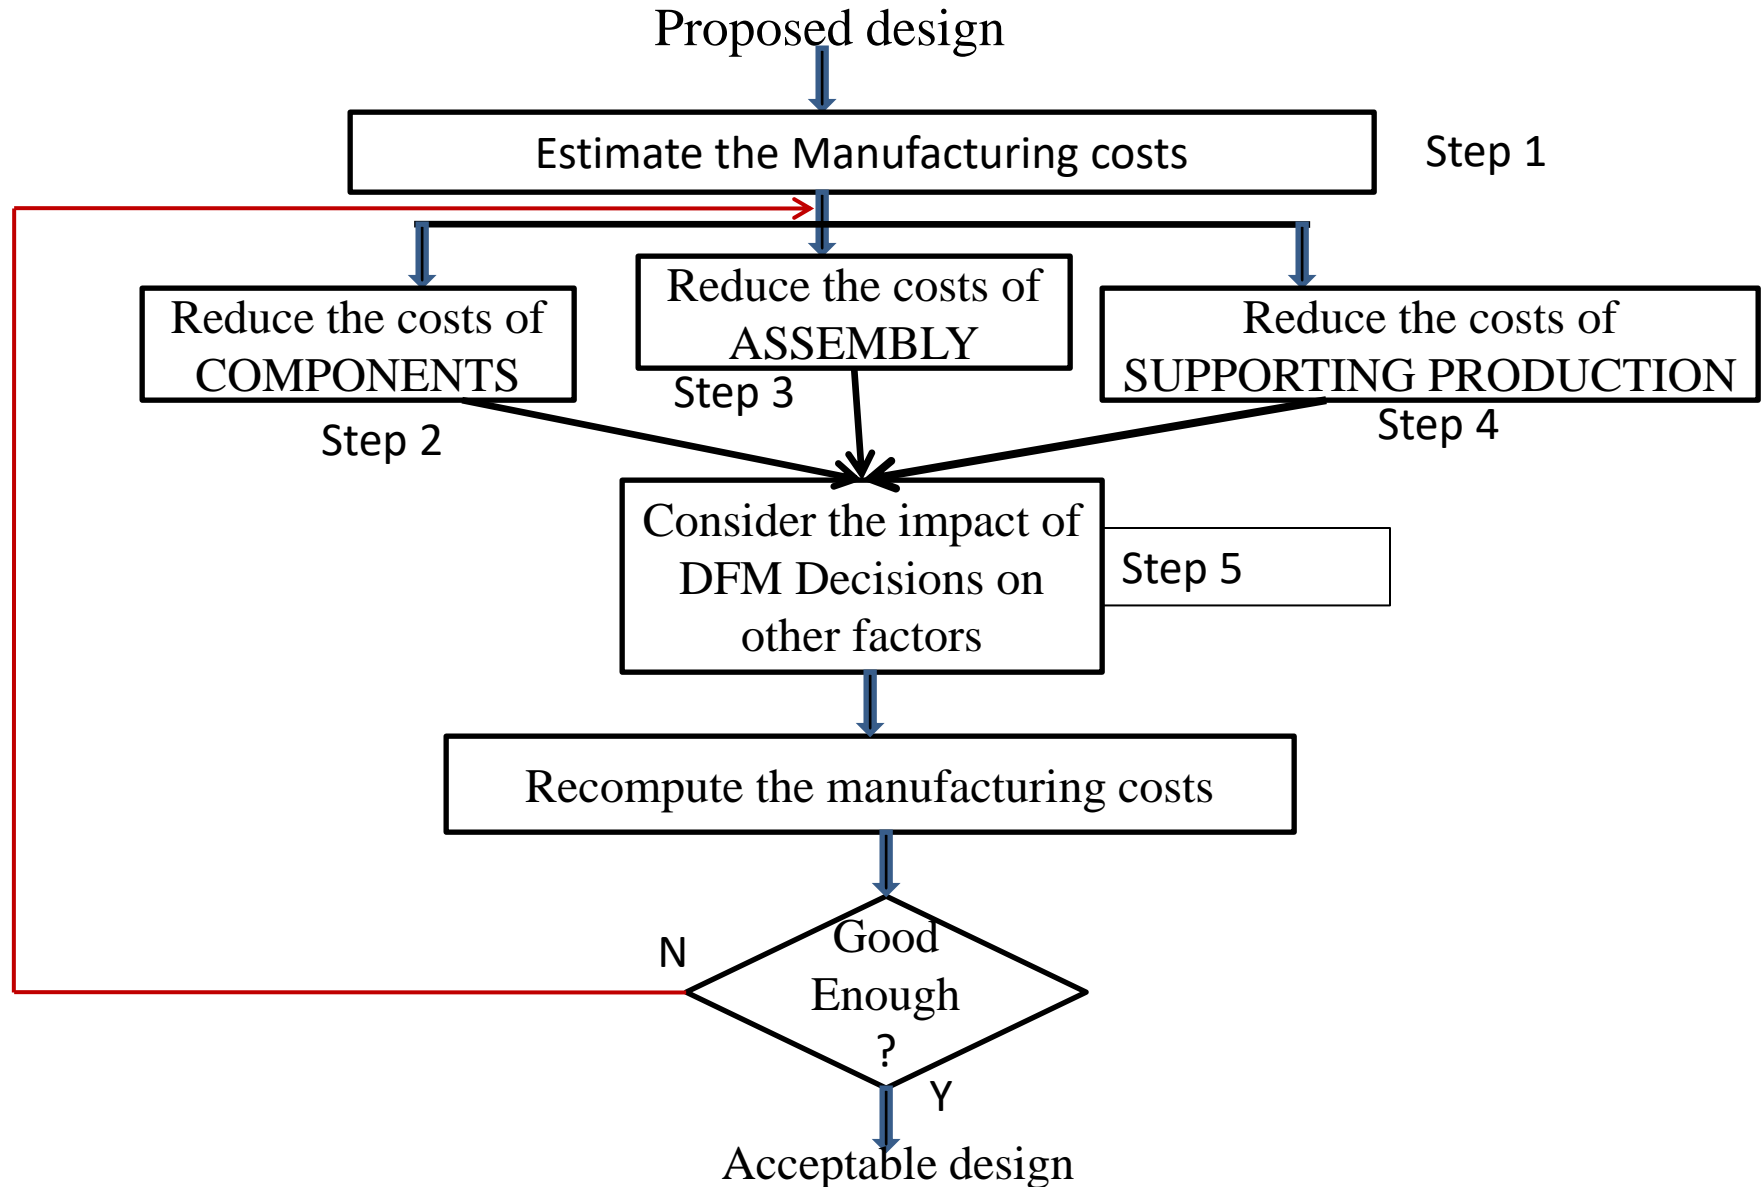 Proposed design
Estimate the Manufacturing costs
Step 1
Reduce the costs of
COMPONENTS
Step 2
Reduce the costs of
ASSEMBLY
Step 3
Reduce the costs of
SUPPORTING PRODUCTION
Step 4
Consider the impact of
DFM Decisions on
other factors
Step 5
Recompute the manufacturing costs
Good
Enough
?
N
Y
Acceptable design